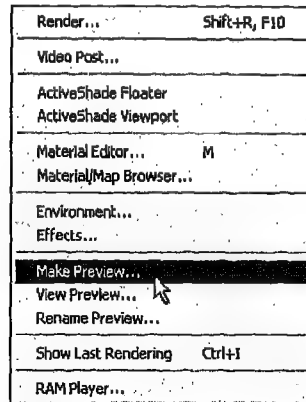 Render... Shift+R, F10
Video Post...
ActiveShade Floater
ActiveShade Viewport
Material Editor... M
Material/Map Browser...
Environment...
Effects...
Make Preview...
View Preview...
Rename Preview...
Show Last Rendering Ctrl+I
RAM Player...